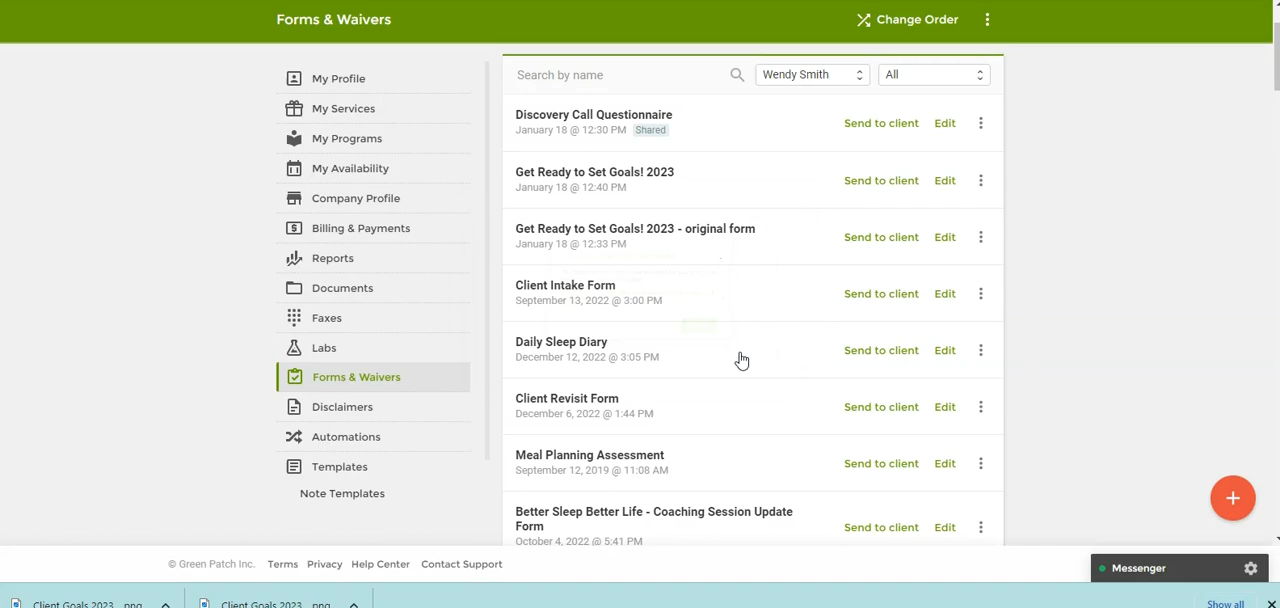 Forms & Waivers
Change Order
My Profile
My Services
My Programs
My Availability
Company Profile
Billing & Payments
Reports
Documents
Faxes
Labs
Forms & Waivers
Disclaimers
Automations
Templates
Note Templates
Search by name
Wendy Smith
All
Discovery Call Questionnaire
January 18 @ 12:30 PM Shared
Send to client Edit
Get Ready to Set Goals! 2023
January 18 @ 12:40 PM
Send to client Edit
Get Ready to Set Goals! 2023 - original form
January 18 @ 12:33 PM
Send to client Edit
Client Intake Form
September 13, 2022 @ 3:00 PM
Send to client Edit
Daily Sleep Diary
December 12, 2022 @ 3:05 PM
Send to client Edit
Client Revisit Form
December 6, 2022 @ 1:44 PM
Send to client Edit
Meal Planning Assessment
September 12, 2019 @ 11:08 AM
Send to client Edit
Better Sleep Better Life - Coaching Session Update
Form
October 4, 2022 @ 5:41 PM
Send to client Edit
© Green Patch Inc. Terms Privacy Help Center Contact Support
Messenger
Client Goals 2023 .png
Client Goals 2023 .png
Show all